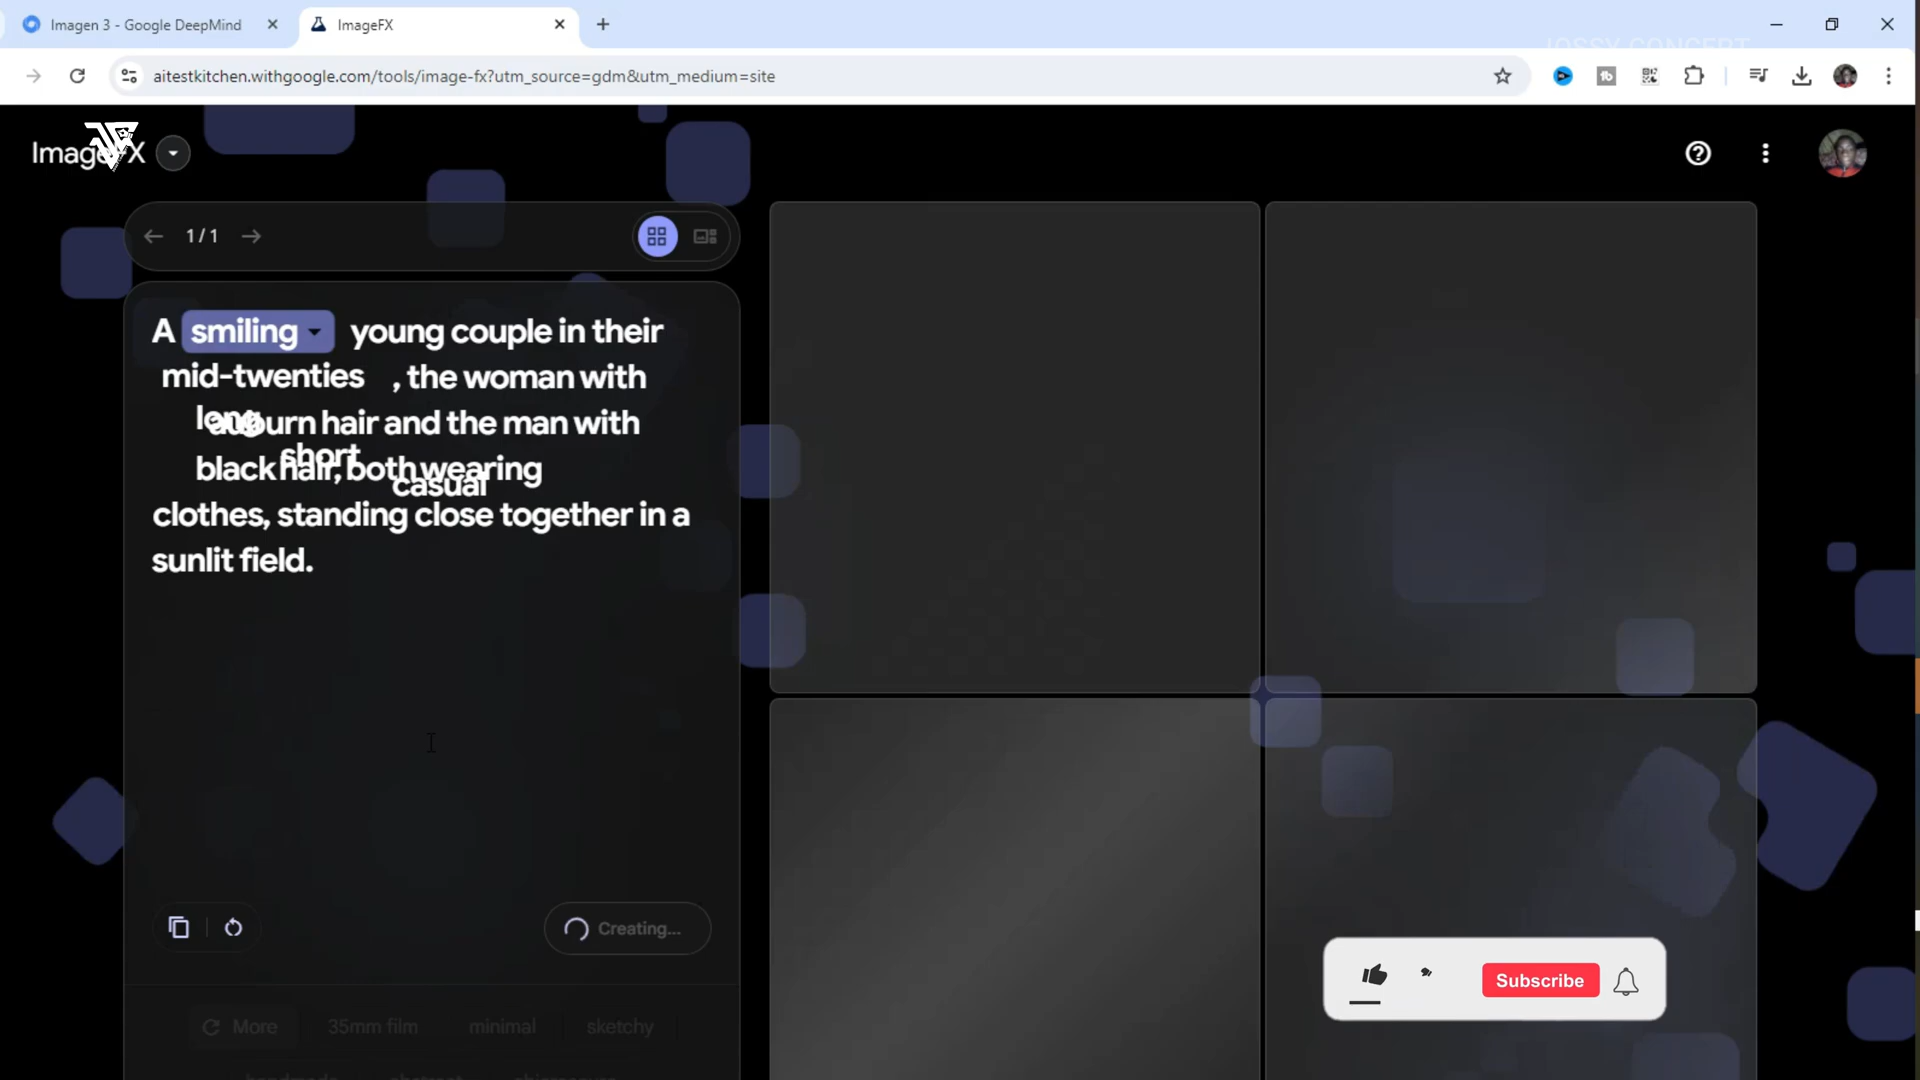 Imagen 3 - Google DeepMind
ImageFX
JOSSY CONCEPT
aitestkitchen.withgoogle.com/tools/image-fx?utm_source=gdm&utm_medium=site
ImageFX
1 / 1
A smiling young couple in their
mid-twenties , the woman with
long auburn hair and the man with
short black hair, both wearing
casual
clothes, standing close together in a
sunlit field.
Creating...
Subscribe
More 35mm film minimal sketchy